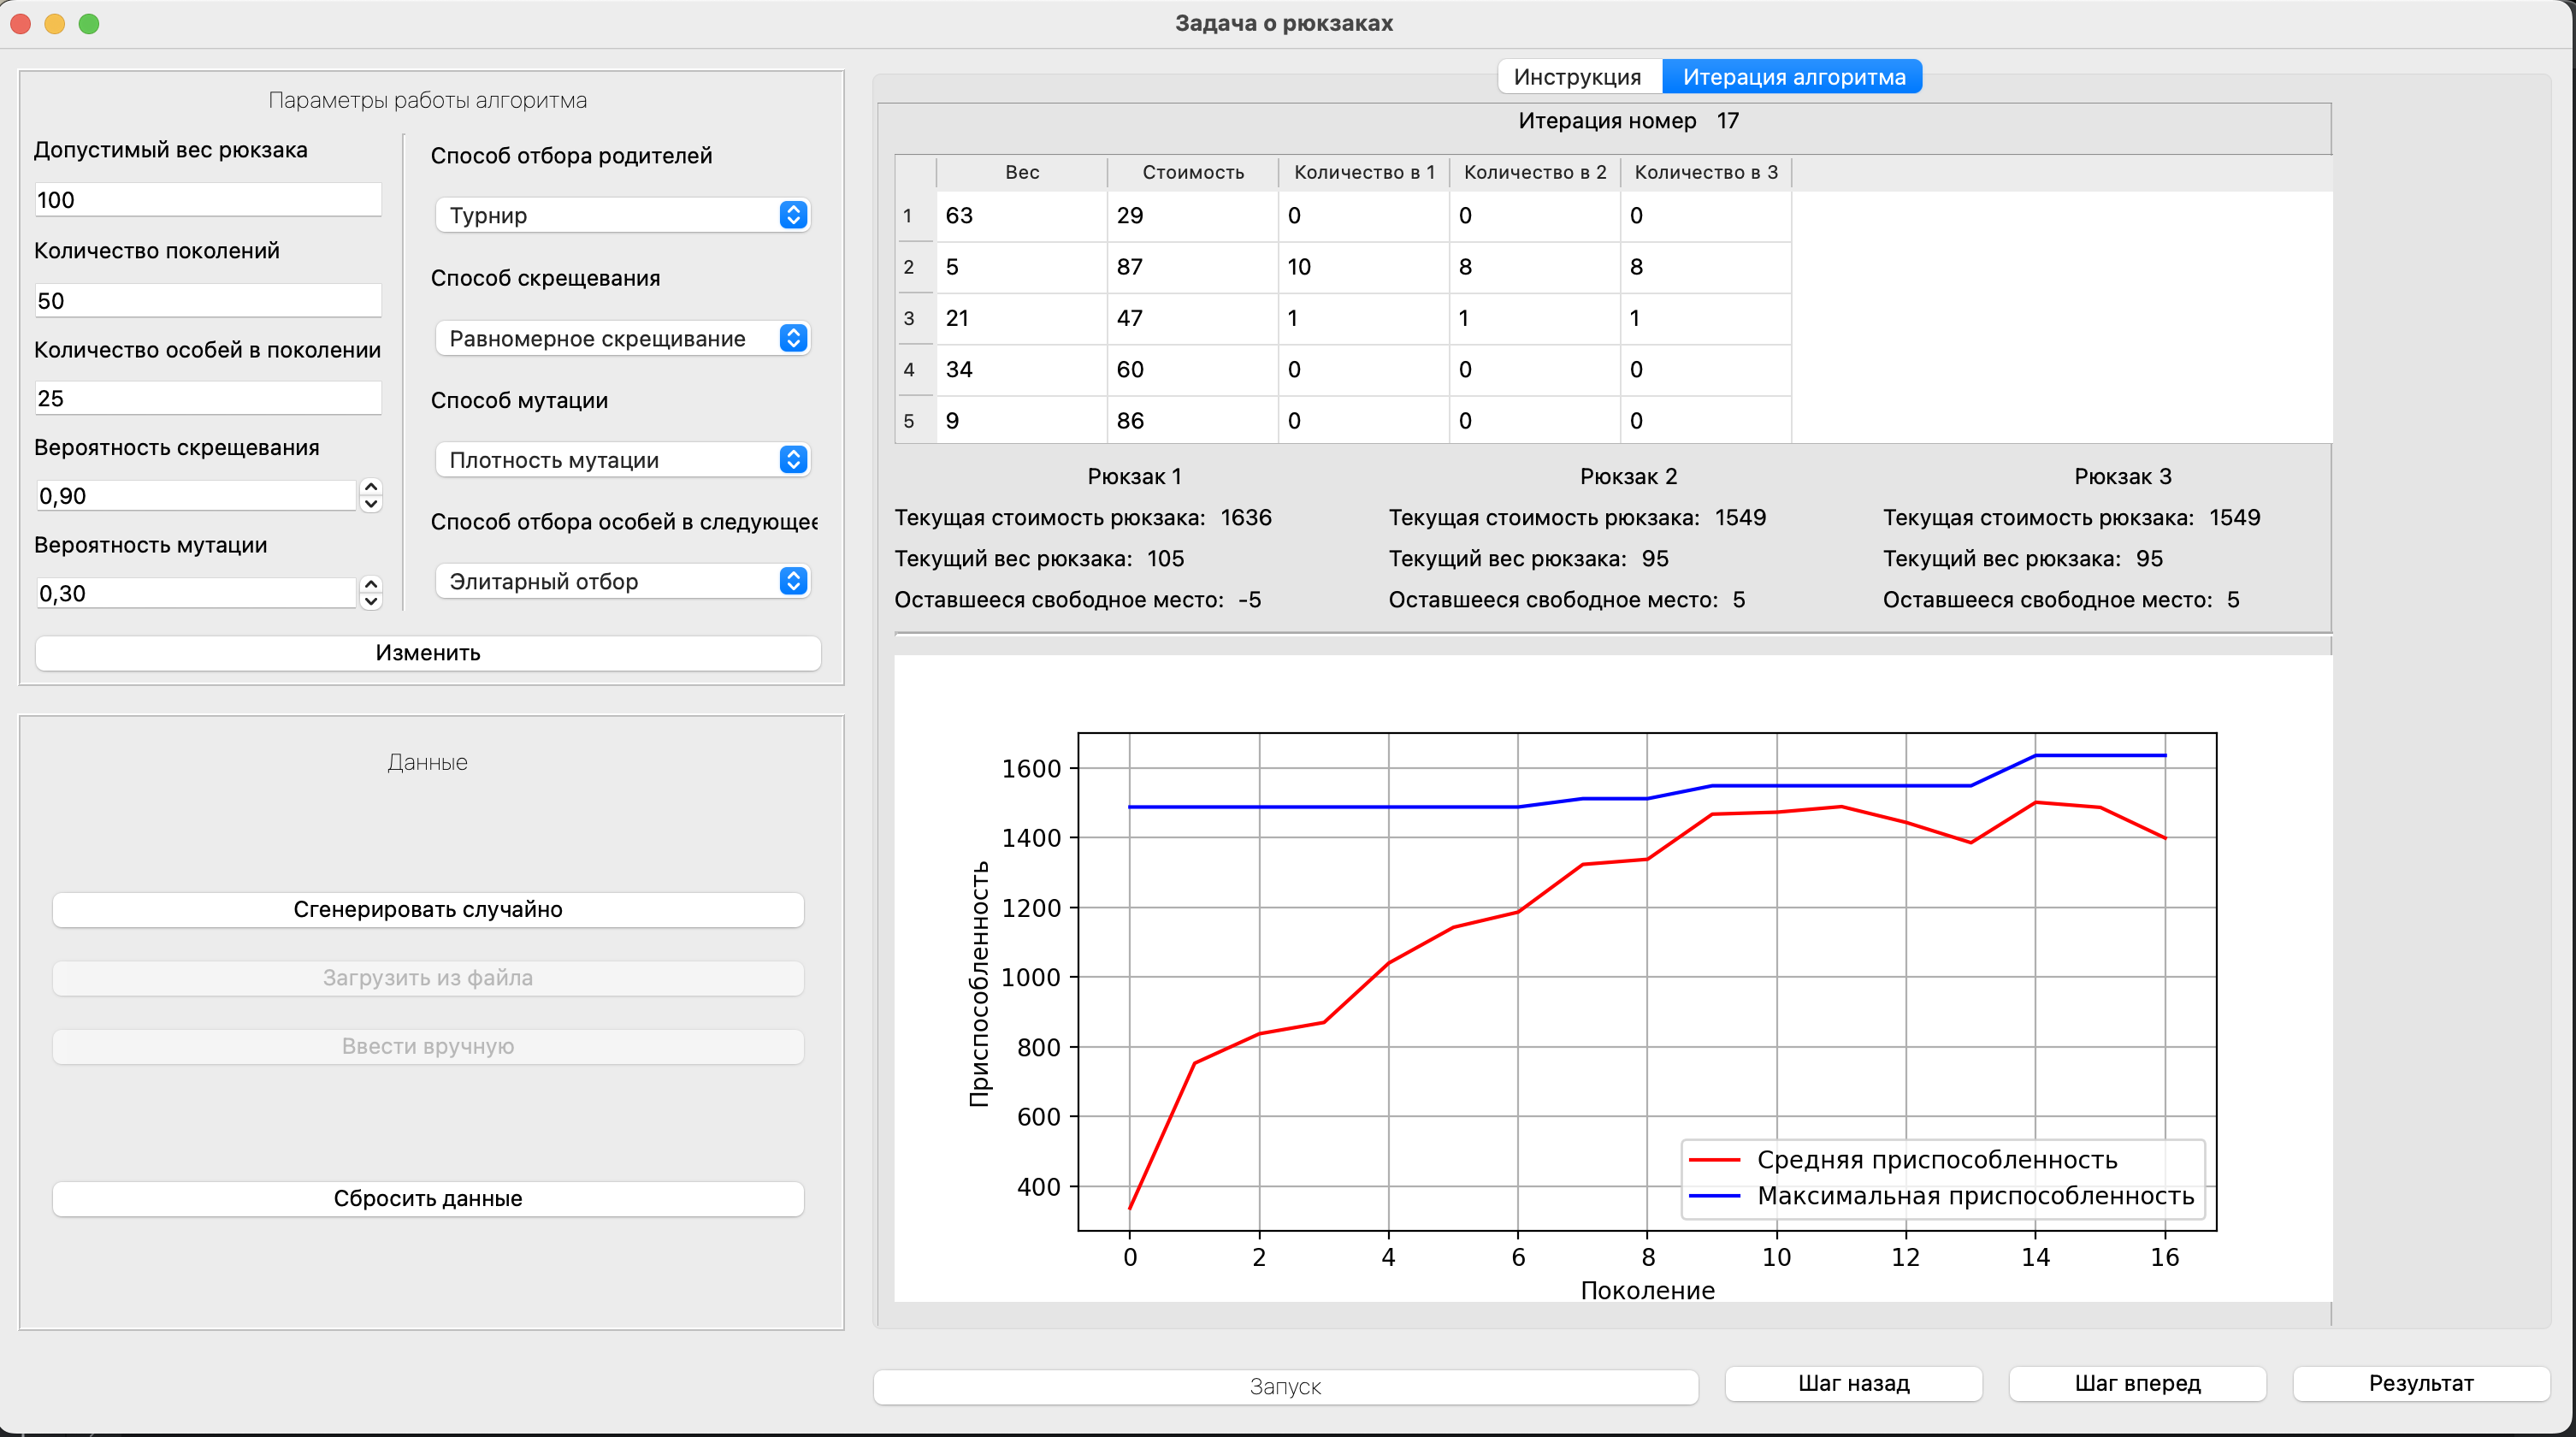 Задача о рюкзаках
Параметры работы алгоритма
Допустимый вес рюкзака
100
Количество поколений
50
Количество особей в поколении
25
Вероятность скрещевания
0,90
Вероятность мутации
0,30
Способ отбора родителей
Турнир
Способ скрещевания
Равномерное скрещивание
Способ мутации
Плотность мутации
Способ отбора особей в следующее
Элитарный отбор
Изменить
Данные
Сгенерировать случайно
Загрузить из файла
Ввести вручную
Сбросить данные
Инструкция Итерация алгоритма
Итерация номер 17
Вес Стоимость Количество в 1 Количество в 2 Количество в 3
1 63 29 0 0 0
2 5 87 10 8 8
3 21 47 1 1 1
4 34 60 0 0 0
5 9 86 0 0 0
Рюкзак 1 Рюкзак 2 Рюкзак 3
Текущая стоимость рюкзака: 1636 Текущая стоимость рюкзака: 1549 Текущая стоимость рюкзака: 1549
Текущий вес рюкзака: 105 Текущий вес рюкзака: 95 Текущий вес рюкзака: 95
Оставшееся свободное место: -5 Оставшееся свободное место: 5 Оставшееся свободное место: 5
1600
1400
1200
1000
800
600
400
Приспособленность
Средняя приспособленность
Максимальная приспособленность
0 2 4 6 8 10 12 14 16
Поколение
Запуск Шаг назад Шаг вперед Результат